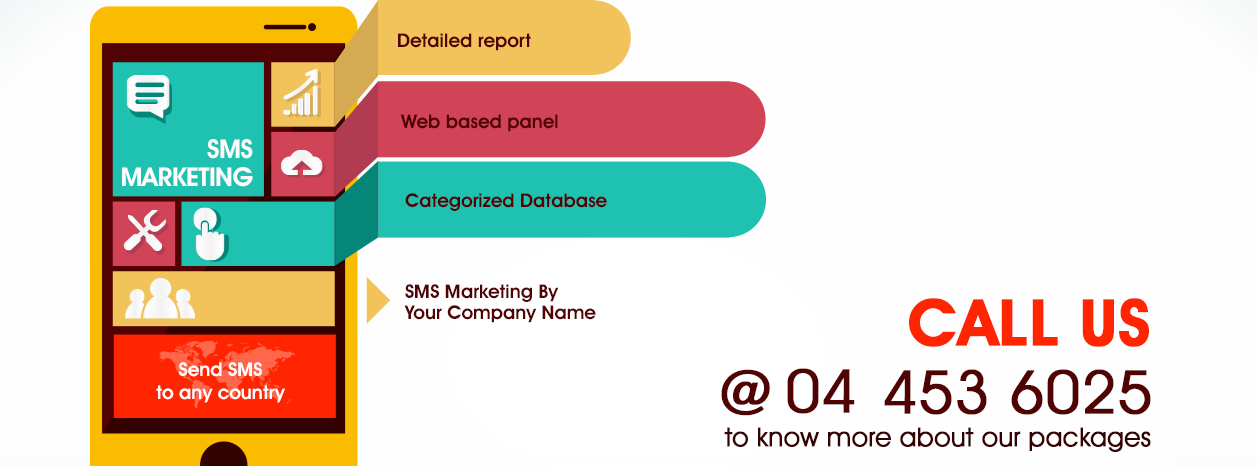 Detailed report
Web based panel
SMS
MARKETING
Categorized Database
SMS Marketing By
Your Company Name
Send SMS
to any country
CALL US
@ 04 453 6025
to know more about our packages